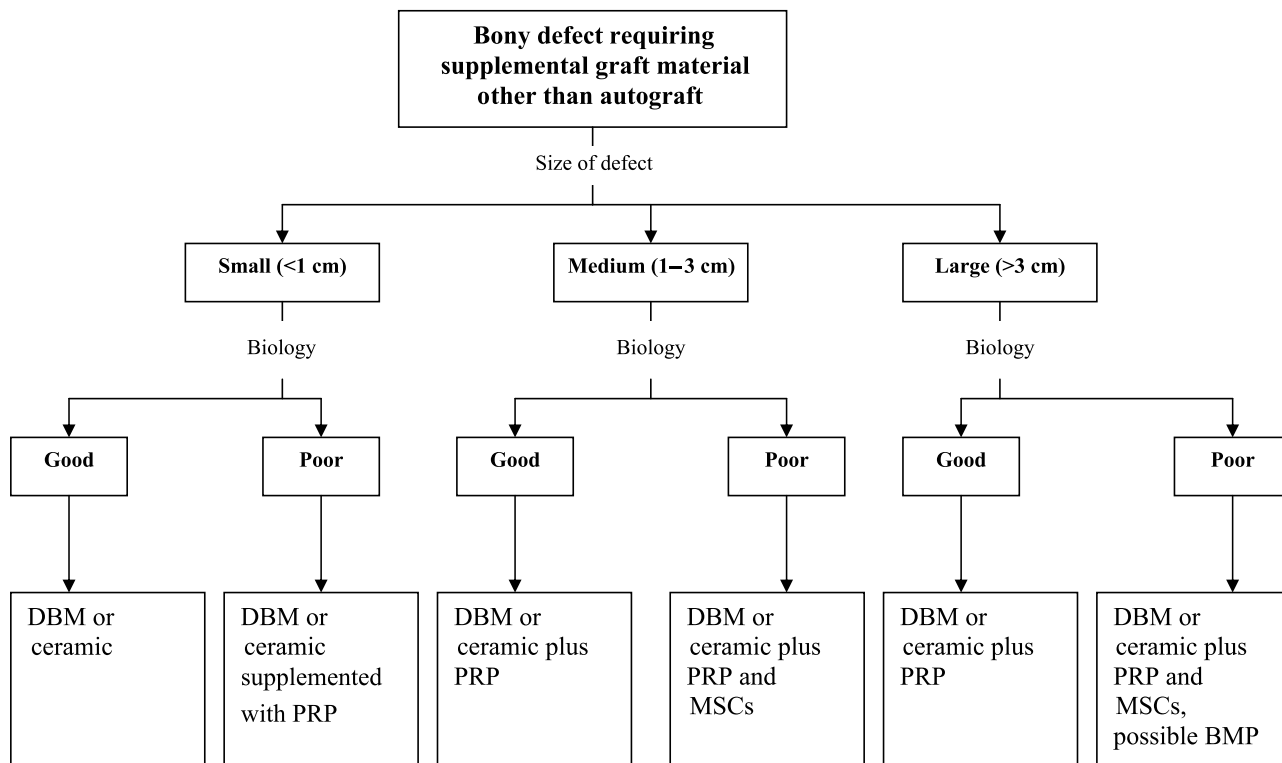 Bony defect requiring
supplemental graft material
other than autograft
Size of defect
Small (<1 cm)
Medium (1–3 cm)
Large (>3 cm)
Biology
Biology
Biology
Good
Poor
Good
Poor
Good
Poor
DBM or
ceramic
DBM or
ceramic
supplemented
with PRP
DBM or
ceramic plus
PRP
DBM or
ceramic plus
PRP and
MSCs
DBM or
ceramic plus
PRP
DBM or
ceramic plus
PRP and
MSCs,
possible BMP